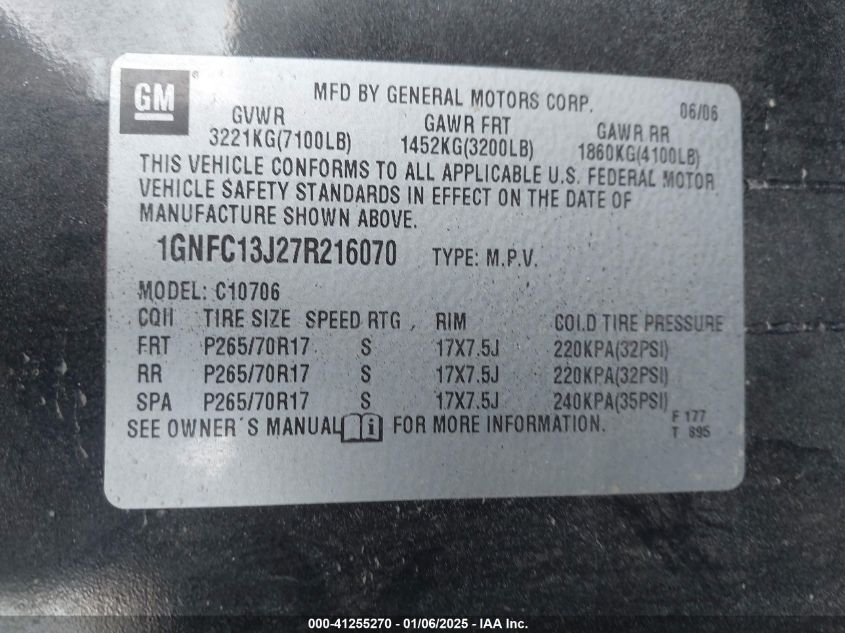 GM®
MFD BY GENERAL MOTORS CORP. 06/06
GVWR GAWR FRT GAWR RR
3221KG(7100LB) 1452KG(3200LB) 1860KG(4100LB)
THIS VEHICLE CONFORMS TO ALL APPLICABLE U.S. FEDERAL MOTOR
VEHICLE SAFETY STANDARDS IN EFFECT ON THE DATE OF
MANUFACTURE SHOWN ABOVE.
1GNFC13J27R216070 TYPE: M.P.V.
MODEL: C10706
CQII TIRE SIZE SPEED RTG RIM COLD TIRE PRESSURE
FRT P265/70R17 S 17X7.5J 220KPA(32PSI)
RR P265/70R17 S 17X7.5J 220KPA(32PSI)
SPA P265/70R17 S 17X7.5J 240KPA(35PSI)
SEE OWNER´S MANUAL i FOR MORE INFORMATION.
F 177
T 895
000-41255270 - 01/06/2025 - IAA Inc.